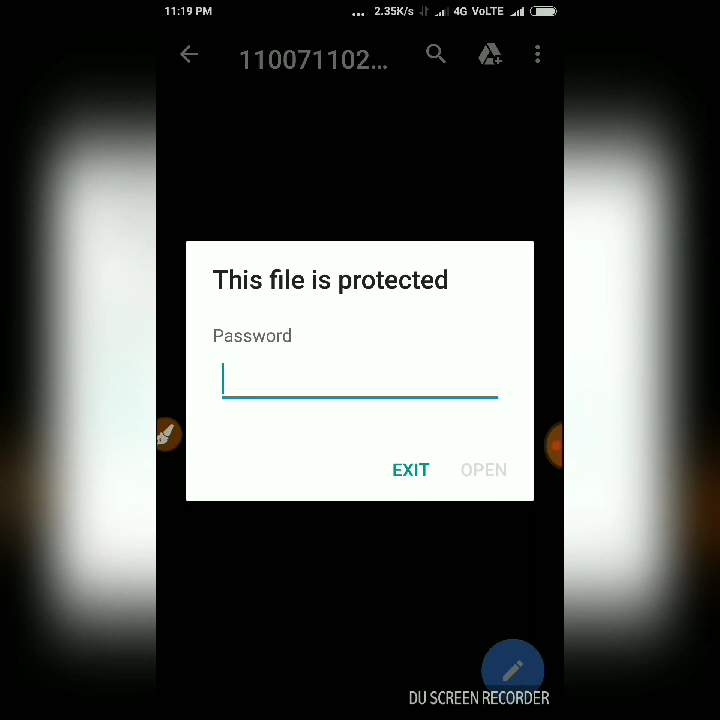 11:19 PM ... 2.35K/s 4G VoLTE
110071102...
This file is protected
Password
EXIT OPEN
DU SCREEN RECORDER